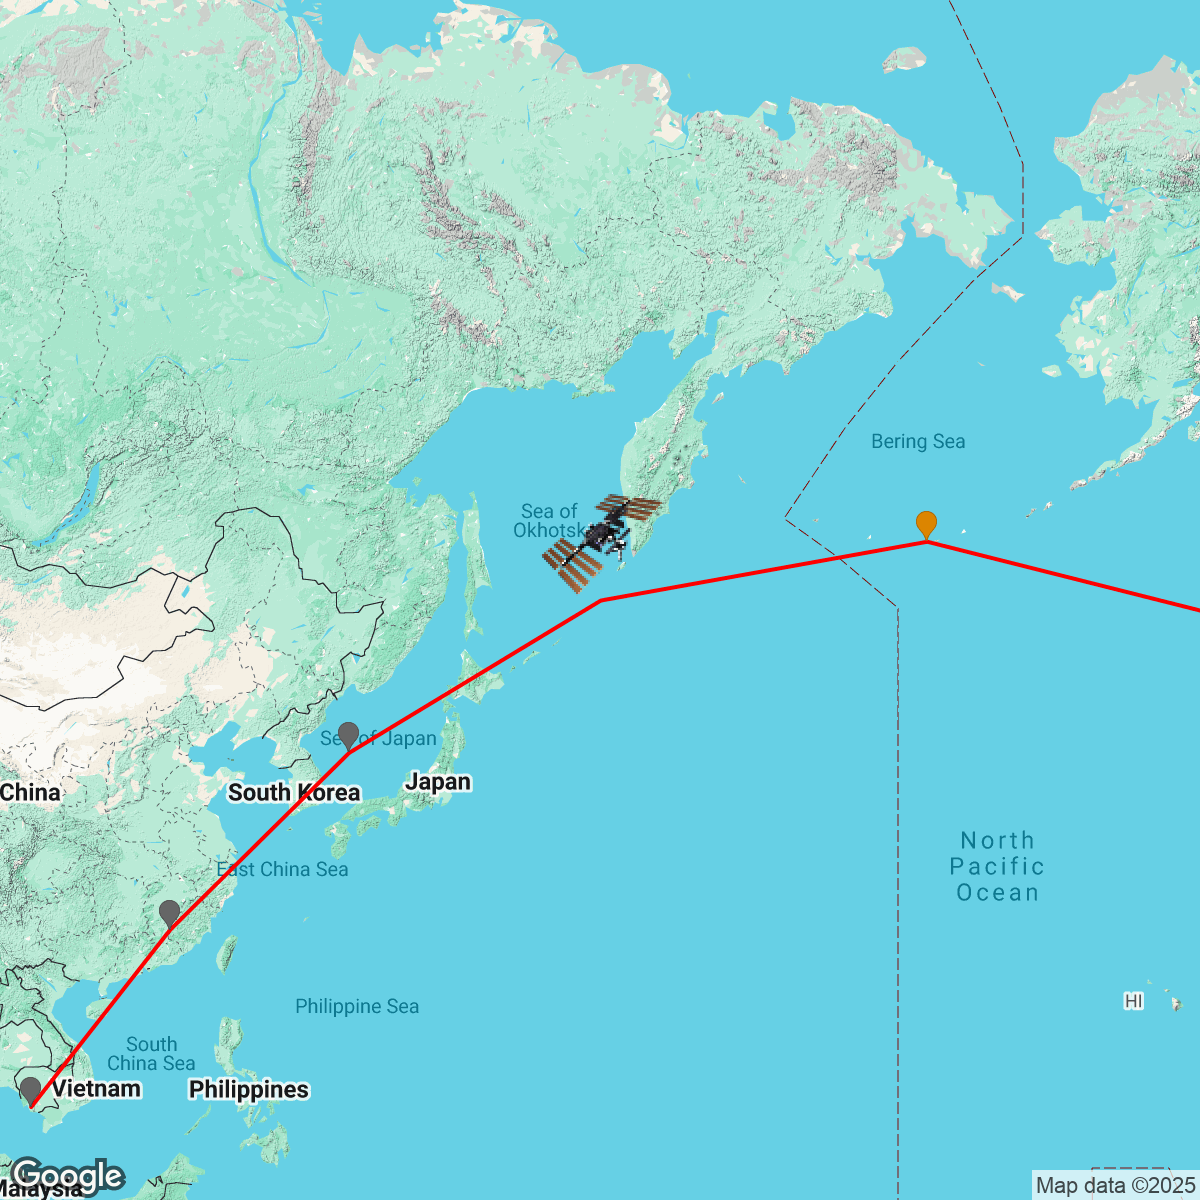 Bering Sea
Sea of
Okhotsk
Sea of Japan
Japan
China
South Korea
North
Pacific
Ocean
East China Sea
HI
Philippine Sea
South
China Sea
Vietnam
Philippines
Google
Malaysia
Map data ©2025